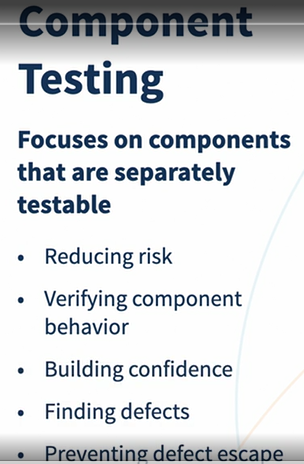 Component
Testing
Focuses on components
that are separately
testable
• Reducing risk
• Verifying component
behavior
• Building confidence
• Finding defects
• Preventing defect escape